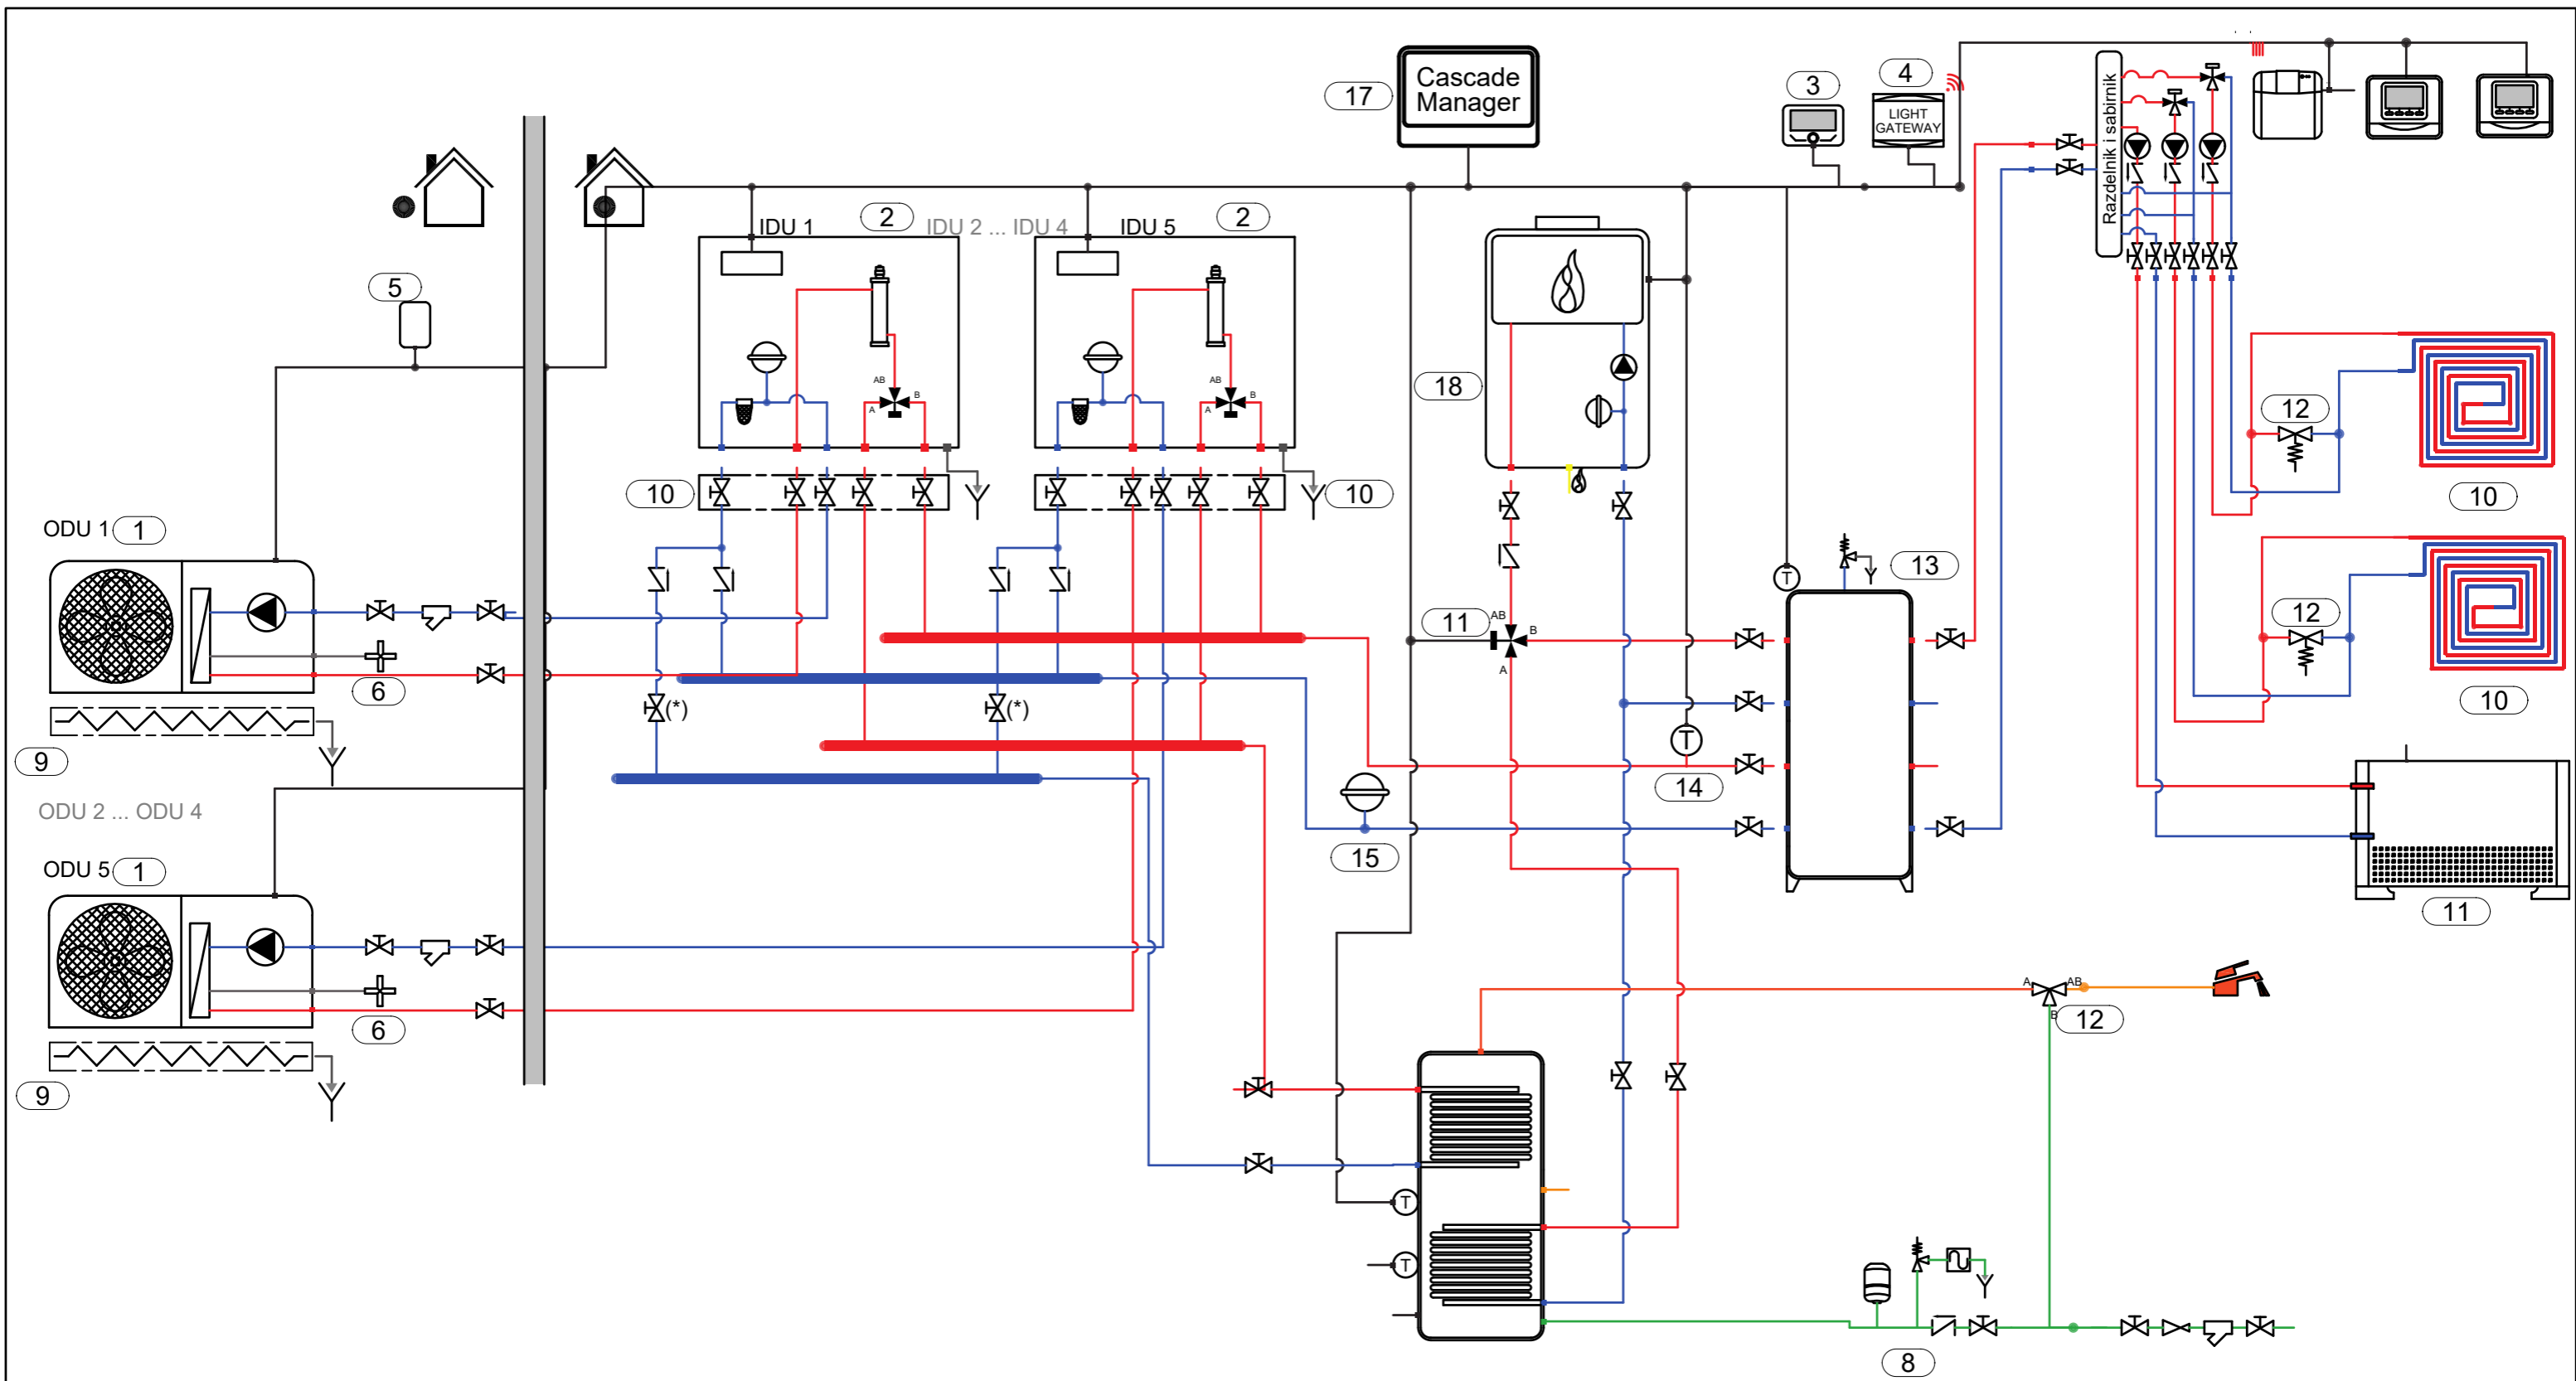 Cascade
Manager
17
3
4
LIGHT
GATEWAY
Razdelnik i sabirnik
IDU 1
2
IDU 2 ... IDU 4
IDU 5
2
5
AB
A
B
AB
A
B
18
12
10
10
10
ODU 1
1
13
12
11
AB
B
A
T
6
(*)
(*)
10
9
T
14
ODU 2 ... ODU 4
15
ODU 5
1
11
6
A
AB
B
12
9
T
T
8